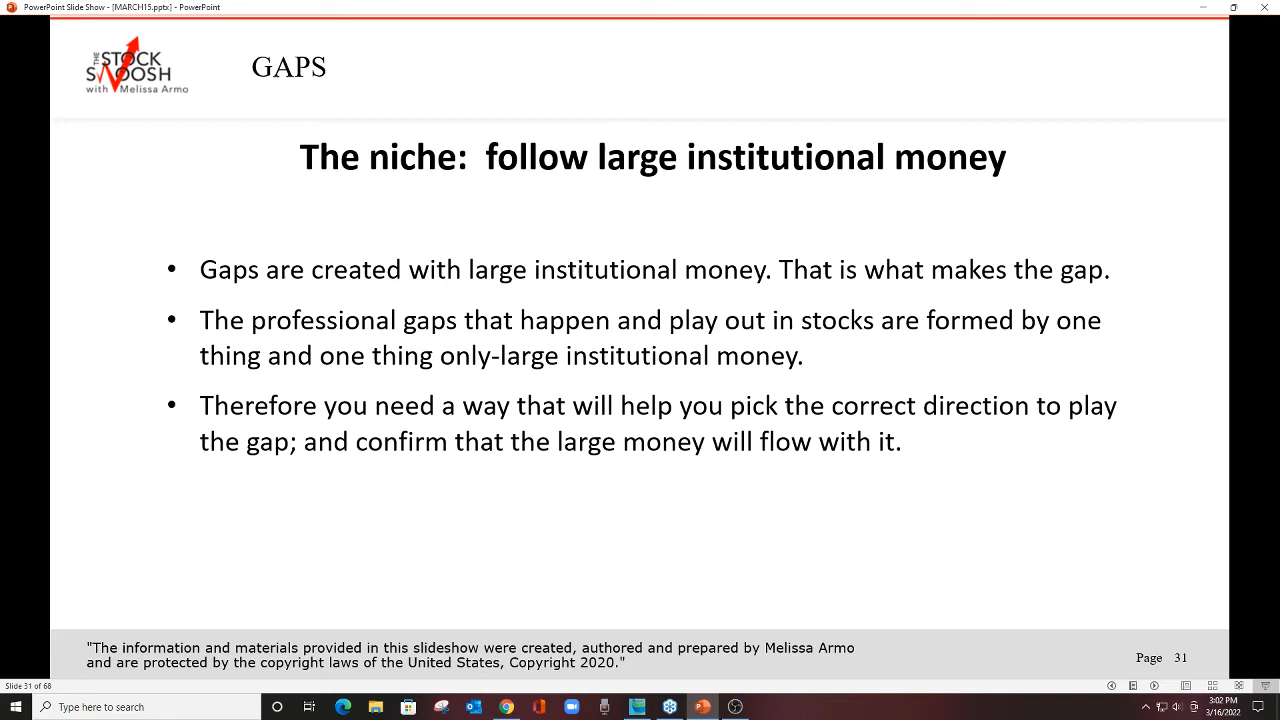 PowerPoint Slide Show - [MARCH15.pptx] - PowerPoint
THE
STOCK
SWOOSH
with Melissa Armo
GAPS
The niche:  follow large institutional money
• Gaps are created with large institutional money. That is what makes the gap.
• The professional gaps that happen and play out in stocks are formed by one
thing and one thing only-large institutional money.
• Therefore you need a way that will help you pick the correct direction to play
the gap; and confirm that the large money will flow with it.
"The information and materials provided in this slideshow were created, authored and prepared by Melissa Armo
and are protected by the copyright laws of the United States, Copyright 2020."
Page 31
Slide 31 of 68
Type here to search
3:02 PM
3/16/2022